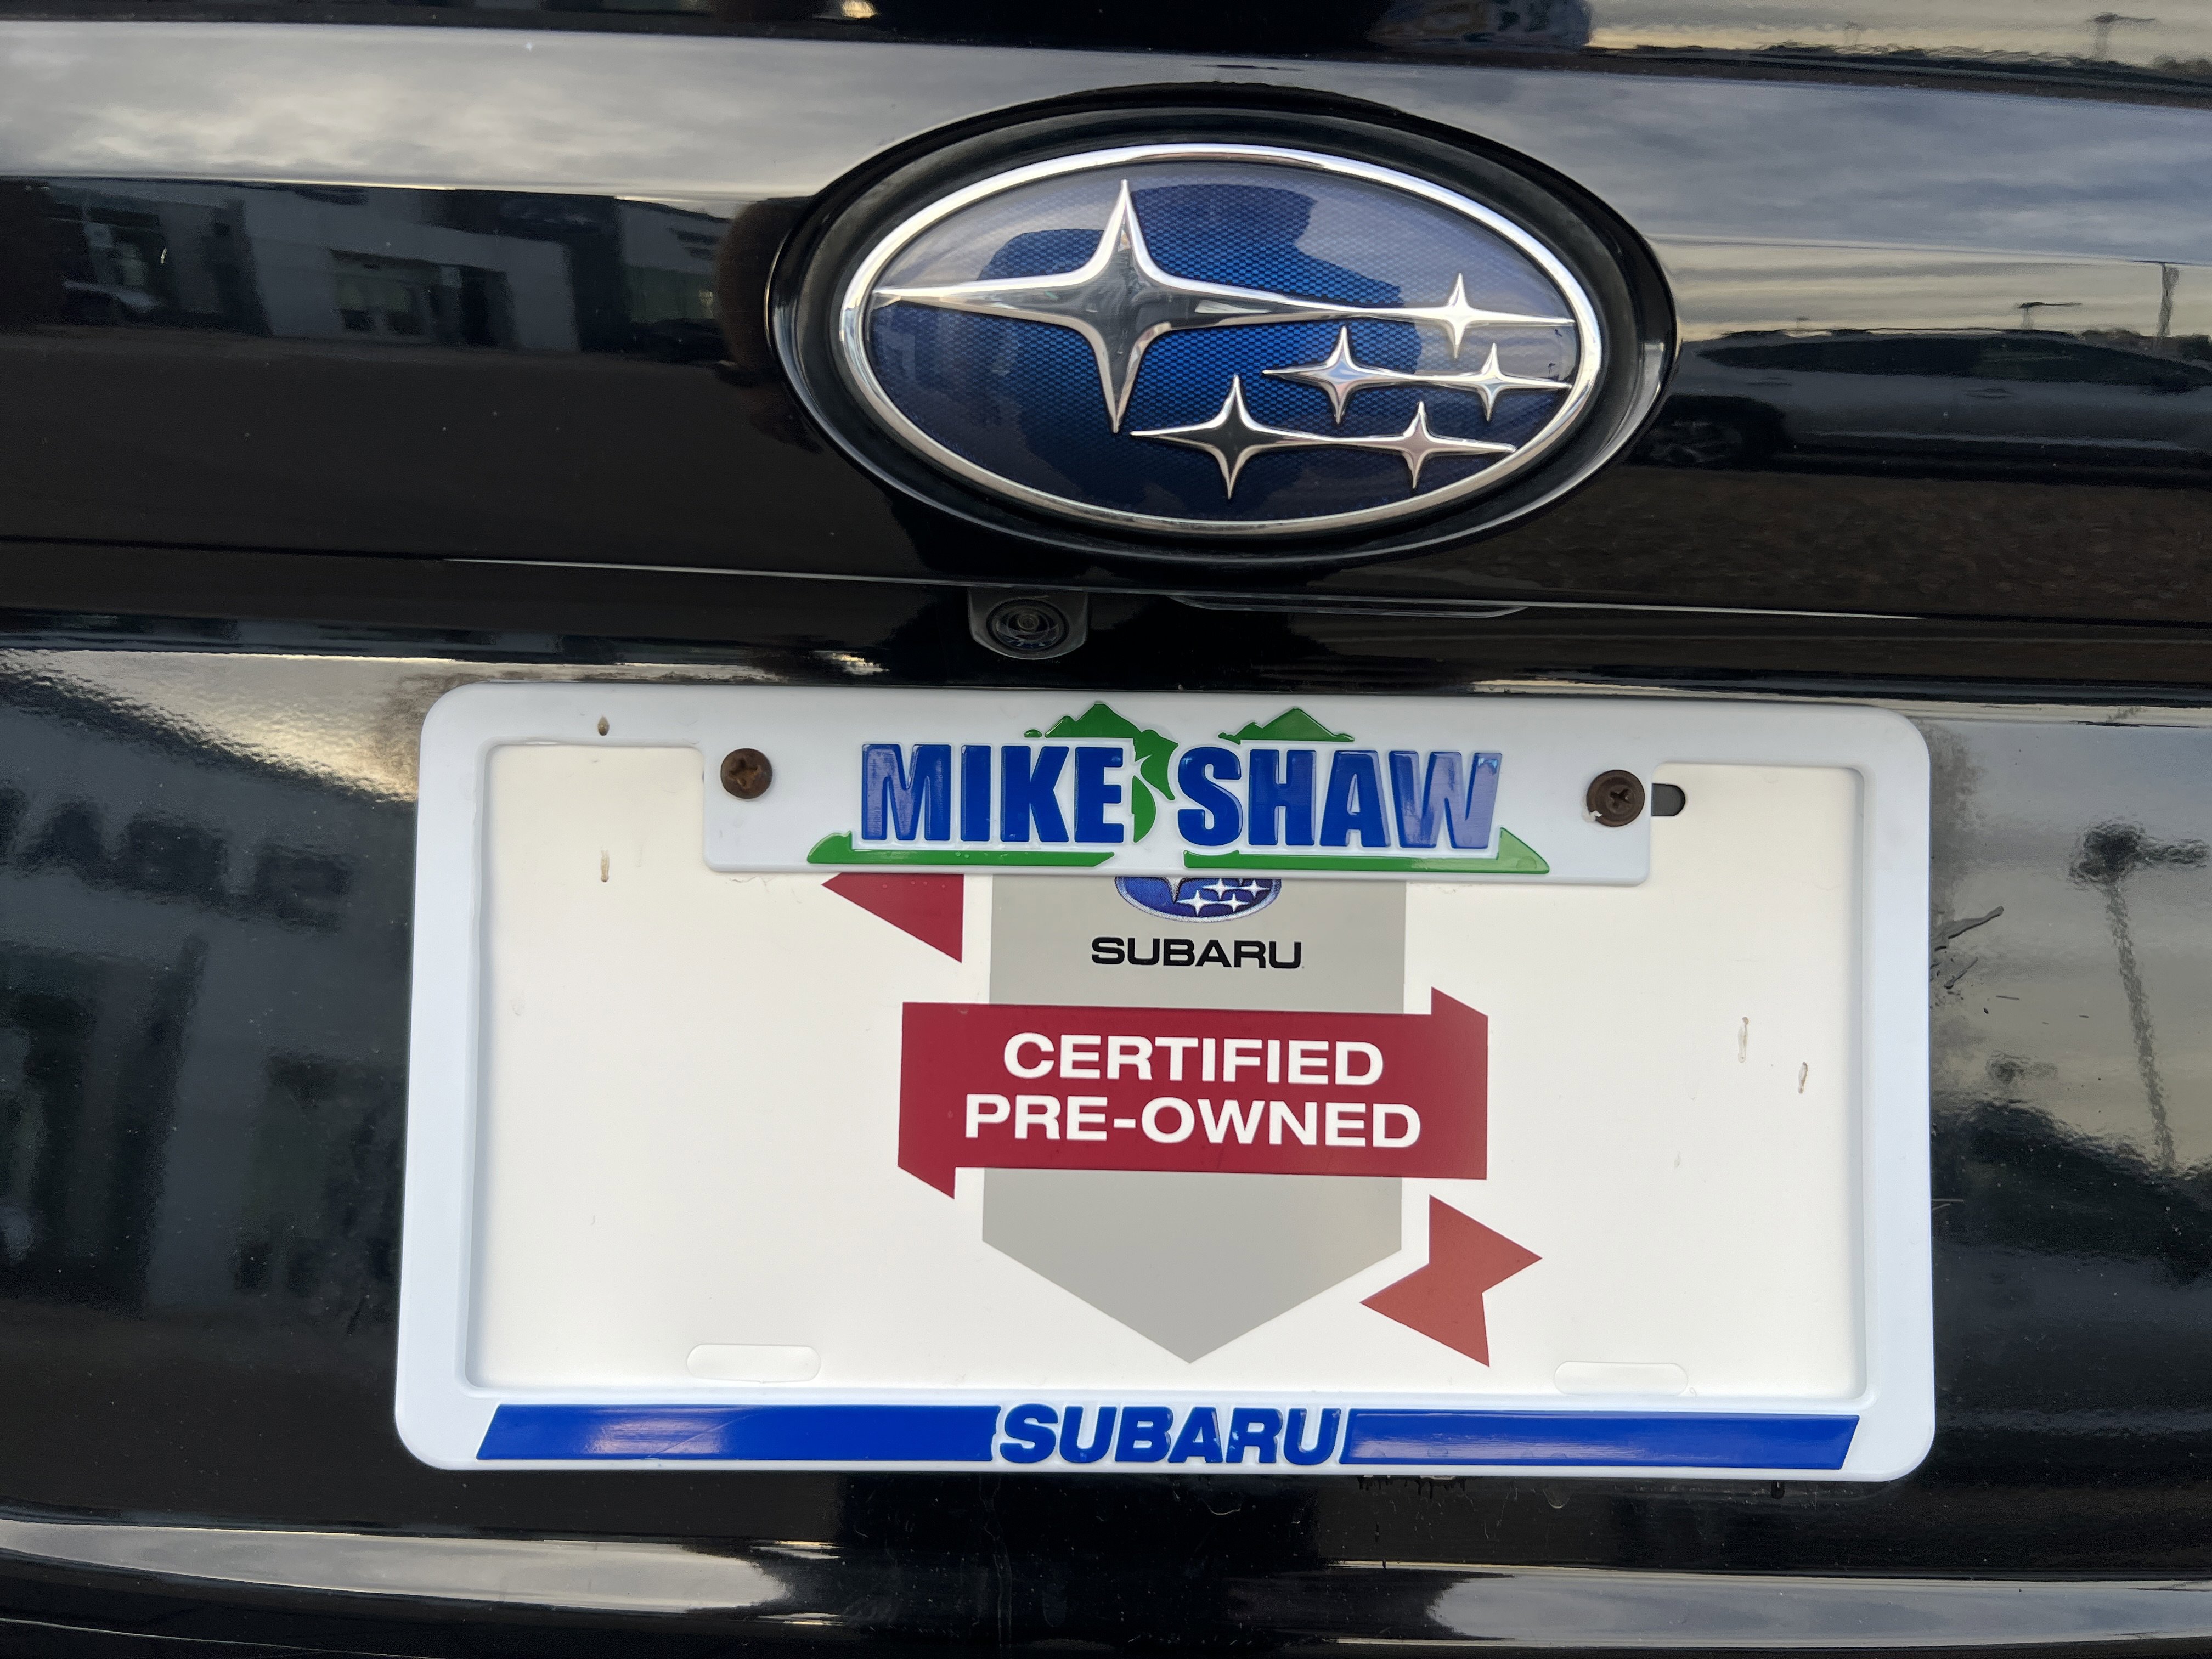 MIKE SHAW
SUBARU
CERTIFIED
PRE-OWNED
SUBARU